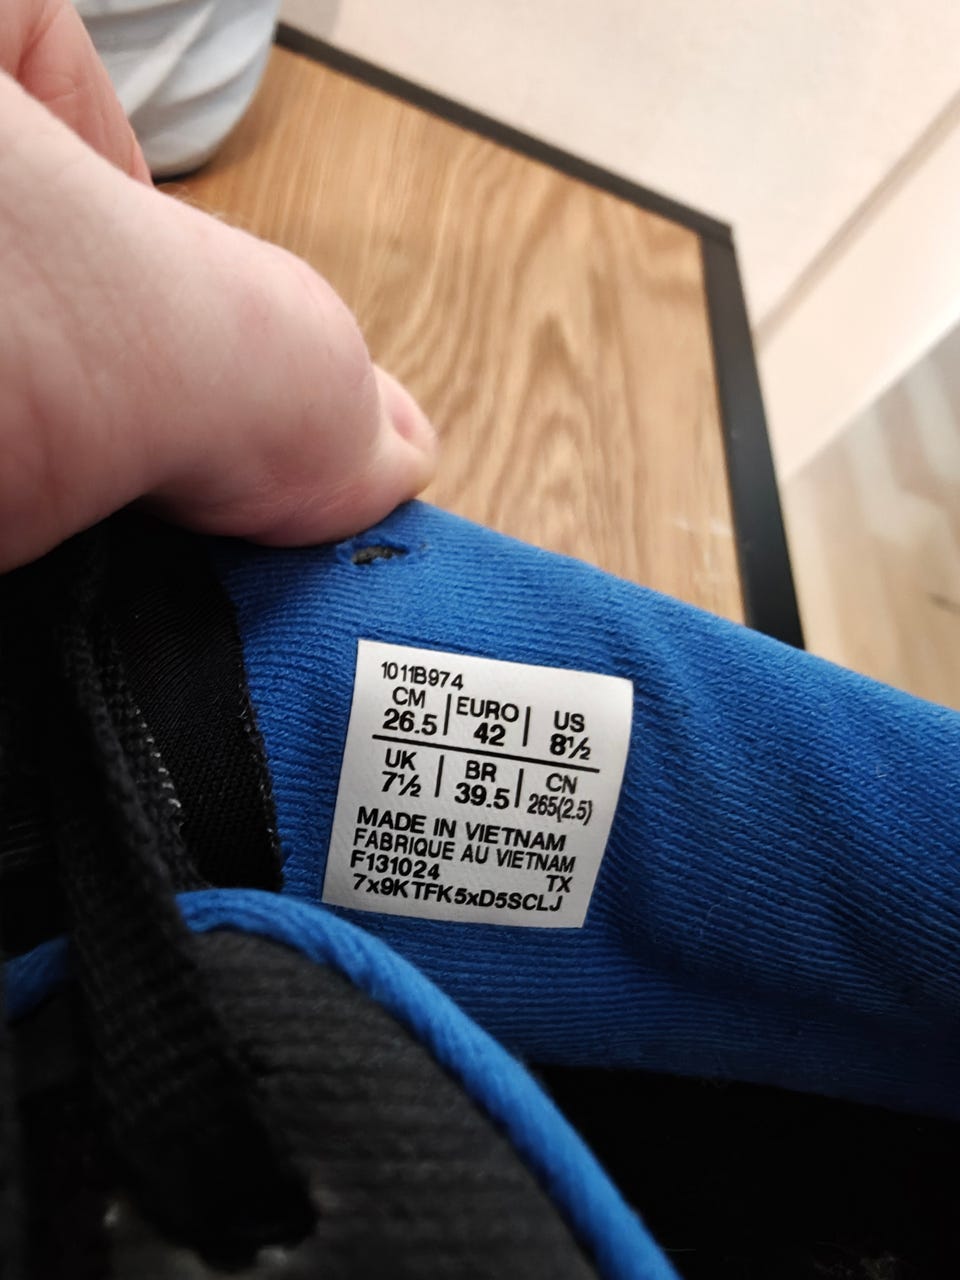 1011B974
CM | EURO | US
26.5 | 42 | 8½
UK | BR | CN
7½ | 39.5 | 265(2.5)
MADE IN VIETNAM
FABRIQUE AU VIETNAM
F131024 TX
7x9KTFK5xD5SCLJ